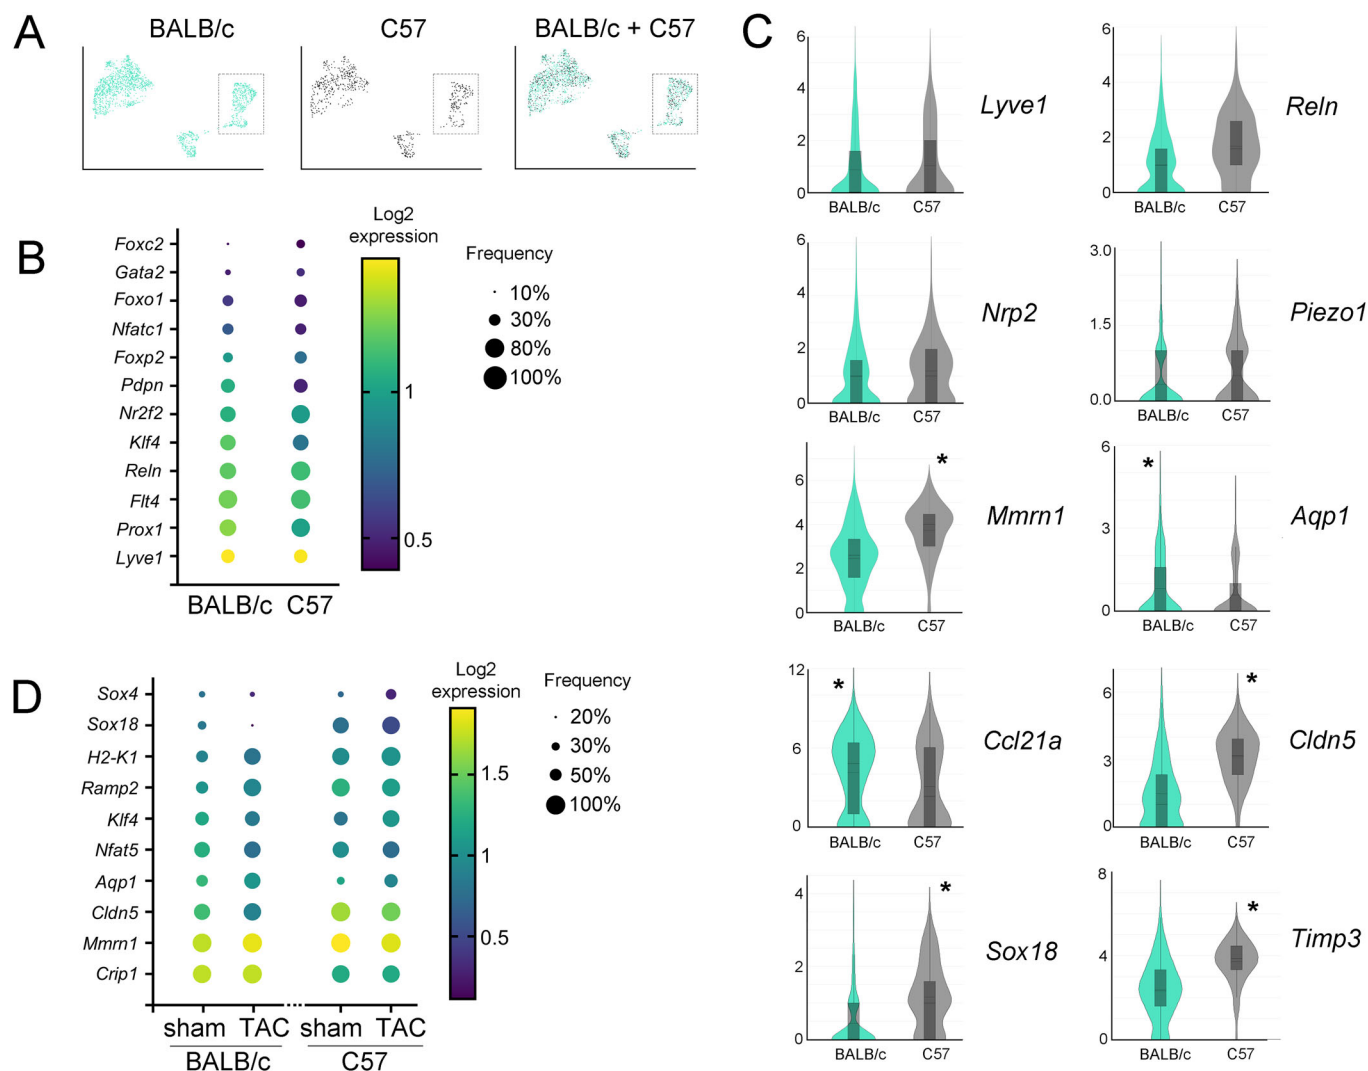 A
BALB/c
C57
BALB/c + C57
B
Foxc2
Gata2
Foxo1
Nfatc1
Foxp2
Pdpn
Nr2f2
Klf4
Reln
Flt4
Prox1
Lyve1
BALB/c C57
Log2
expression
1
0.5
Frequency
10%
30%
80%
100%
C
6
4
2
0
BALB/c C57
Lyve1
6
4
2
0
BALB/c C57
Reln
6
4
2
0
BALB/c C57
Nrp2
3.0
1.5
0.0
BALB/c C57
Piezo1
6
4
2
0
*
BALB/c C57
Mmrn1
6
3
0
*
BALB/c C57
Aqp1
12
6
0
*
BALB/c C57
Ccl21a
6
3
0
*
BALB/c C57
Cldn5
4
2
0
*
BALB/c C57
Sox18
8
4
0
*
BALB/c C57
Timp3
D
Sox4
Sox18
H2-K1
Ramp2
Klf4
Nfat5
Aqp1
Cldn5
Mmrn1
Crip1
sham TAC sham TAC
BALB/c C57
Log2
expression
1.5
1
0.5
Frequency
20%
30%
50%
100%